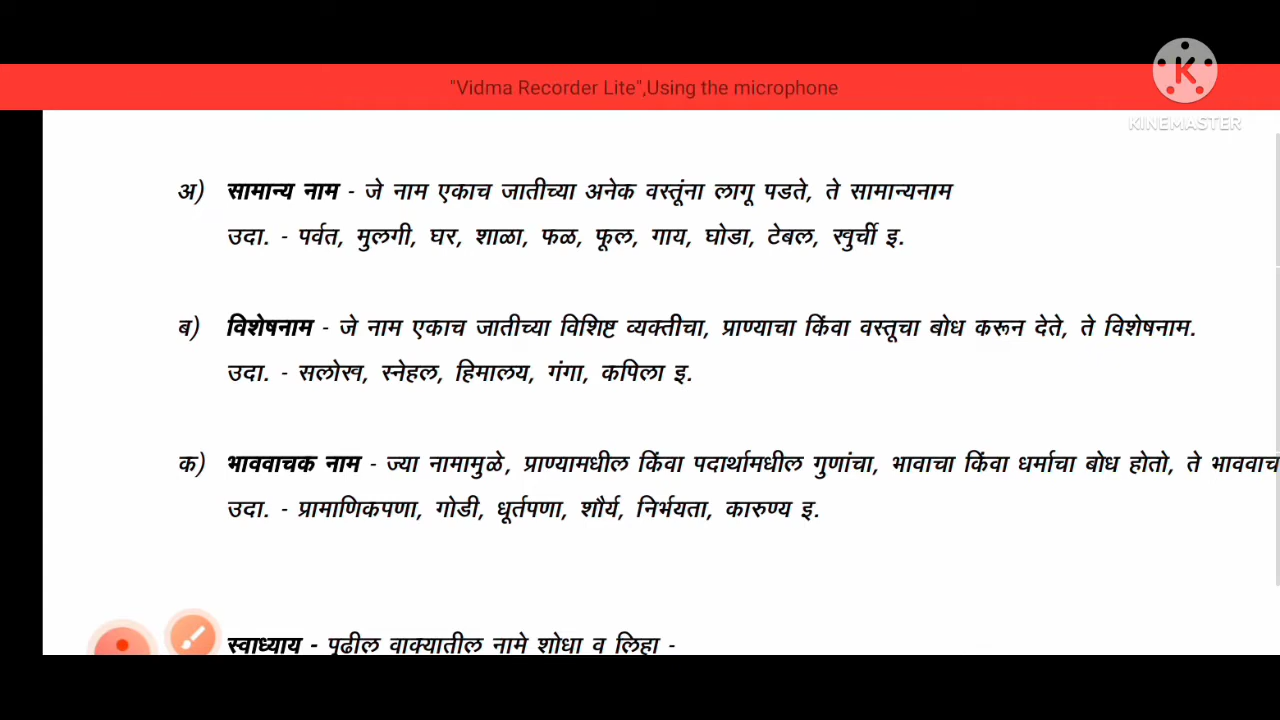 "Vidma Recorder Lite",Using the microphone
KINEMASTER
अ) सामान्य नाम - जे नाम एकाच जातीच्या अनेक वस्तूंना लागू पडते, ते सामान्यनाम
उदा. - पर्वत, मुलगी, घर, शाळा, फळ, फूल, गाय, घोडा, टेबल, खुर्ची इ.
ब) विशेषनाम - जे नाम एकाच जातीच्या विशिष्ट व्यक्तीचा, प्राण्याचा किंवा वस्तूचा बोध करून देते, ते विशेषनाम.
उदा. - सलोख, स्नेहल, हिमालय, गंगा, कपिला इ.
क) भाववाचक नाम - ज्या नामामुळे, प्राण्यामधील किंवा पदार्थामधील गुणांचा, भावाचा किंवा धर्माचा बोध होतो, ते भाववाच
उदा. - प्रामाणिकपणा, गोडी, धूर्तपणा, शौर्य, निर्भयता, कारुण्य इ.
स्वाध्याय - पुढील वाक्यातील नामे शोधा व लिहा -